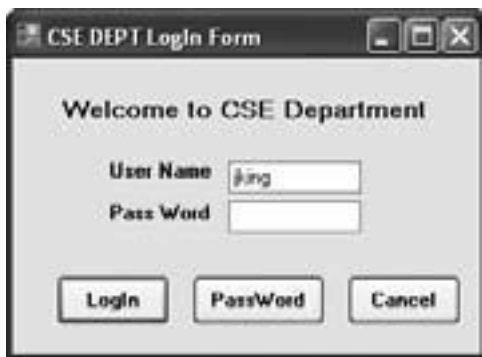 CSE DEPT LogIn Form
Welcome to CSE Department
User Name jking
Pass Word
LogIn PassWord Cancel